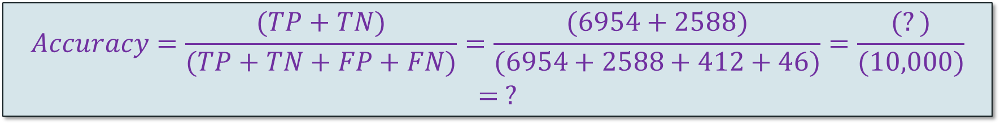 Accuracy = (TP + TN) / (TP + TN + FP + FN) = (6954 + 2588) / (6954 + 2588 + 412 + 46) = (? ) / (10,000)
= ?